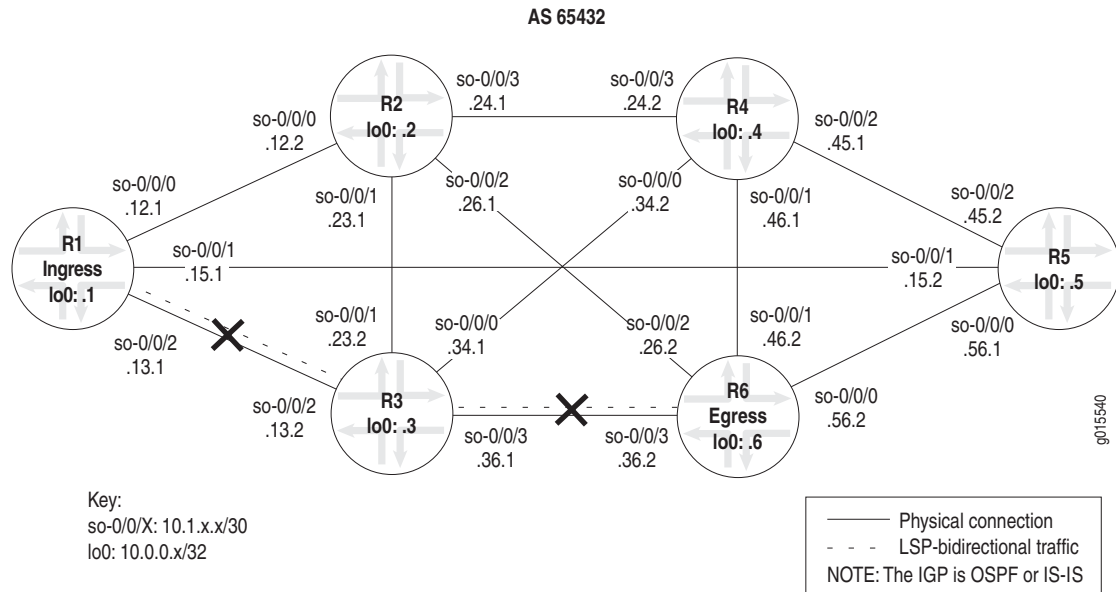 AS 65432
so-0/0/3
.24.1
so-0/0/3
.24.2
R2
lo0: .2
R4
lo0: .4
so-0/0/0
.12.2
so-0/0/2
.45.1
so-0/0/2
.26.1
so-0/0/0
.34.2
so-0/0/0
.12.1
so-0/0/1
.23.1
so-0/0/1
.46.1
so-0/0/2
.45.2
R1
Ingress
lo0: .1
so-0/0/1
.15.1
so-0/0/1
.15.2
R5
lo0: .5
so-0/0/1
.23.2
so-0/0/0
.34.1
so-0/0/2
.26.2
so-0/0/1
.46.2
so-0/0/0
.56.1
so-0/0/2
.13.1
so-0/0/2
.13.2
R3
lo0: .3
R6
Egress
lo0: .6
so-0/0/0
.56.2
so-0/0/3
.36.1
so-0/0/3
.36.2
g015540
Key:
so-0/0/X: 10.1.x.x/30
lo0: 10.0.0.x/32
Physical connection
LSP-bidirectional traffic
NOTE: The IGP is OSPF or IS-IS